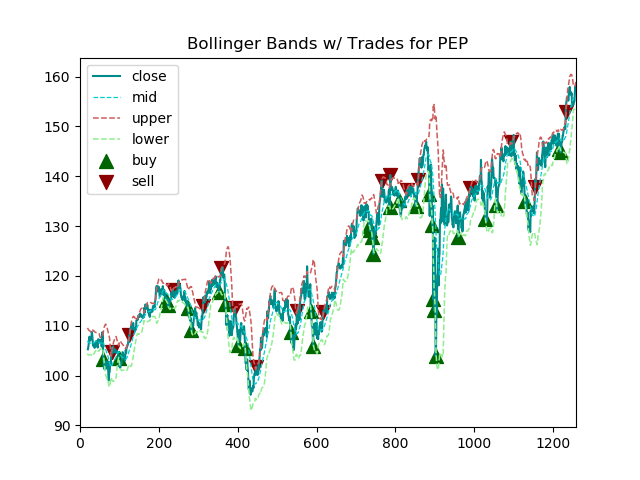 Bollinger Bands w/ Trades for PEP
close
mid
upper
lower
buy
sell
160
150
140
130
120
110
100
90
0 200 400 600 800 1000 1200